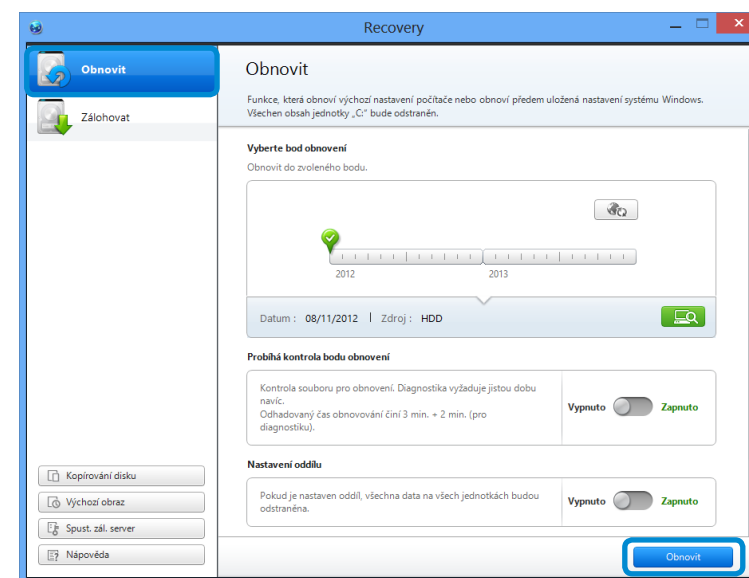 Recovery
Obnovit
Zálohovat
Kopírování disku
Výchozí obraz
Spust. zál. server
Nápověda
Obnovit
Funkce, která obnoví výchozí nastavení počítače nebo obnoví předem uložená nastavení systému Windows.
Všechen obsah jednotky „C:“ bude odstraněn.
Vyberte bod obnovení
Obnovit do zvoleného bodu.
2012 2013
Datum : 08/11/2012 | Zdroj : HDD
Probíhá kontrola bodu obnovení
Kontrola souboru pro obnovení. Diagnostika vyžaduje jistou dobu
navíc.
Odhadovaný čas obnovování činí 3 min. + 2 min. (pro
diagnostiku).
Vypnuto Zapnuto
Nastavení oddílu
Pokud je nastaven oddíl, všechna data na všech jednotkách budou
odstraněna.
Vypnuto Zapnuto
Obnovit